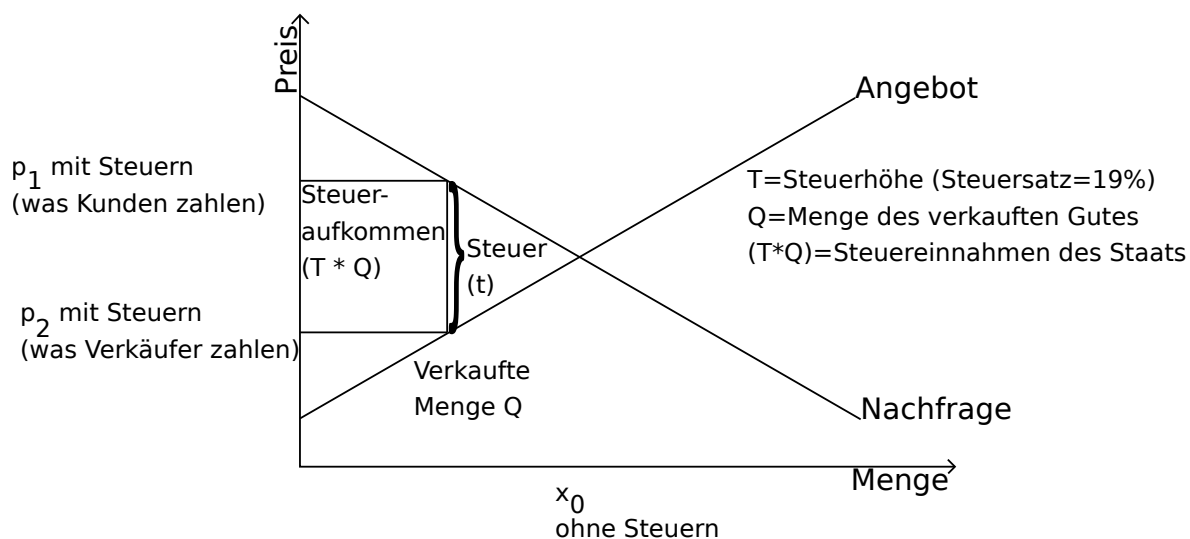 Preis
Angebot
p1 mit Steuern
(was Kunden zahlen)
Steuer-
aufkommen
(T * Q)
Steuer
(t)
T=Steuerhöhe (Steuersatz=19%)
Q=Menge des verkauften Gutes
(T*Q)=Steuereinnahmen des Staats
p2 mit Steuern
(was Verkäufer zahlen)
Verkaufte
Menge Q
Nachfrage
Menge
x0
ohne Steuern